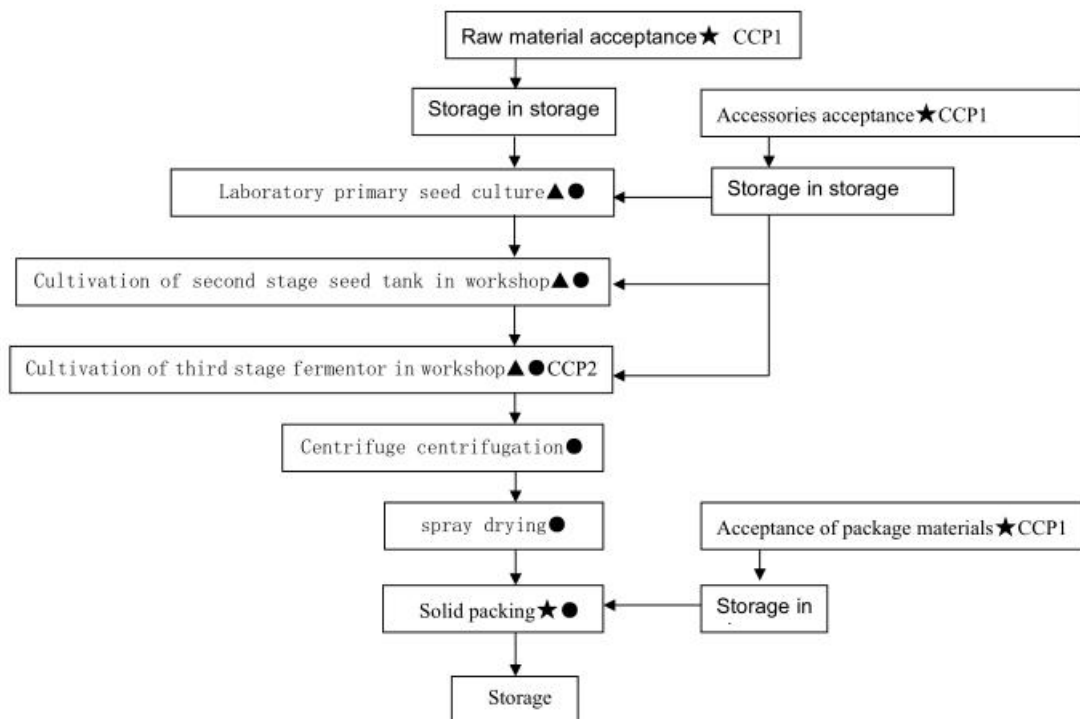 Raw material acceptance★ CCP1
Storage in storage
Accessories acceptance★CCP1
Laboratory primary seed culture▲●
Storage in storage
Cultivation of second stage seed tank in workshop▲●
Cultivation of third stage fermentor in workshop▲●CCP2
Centrifuge centrifugation●
spray drying●
Acceptance of package materials★CCP1
Solid packing★●
Storage in
Storage